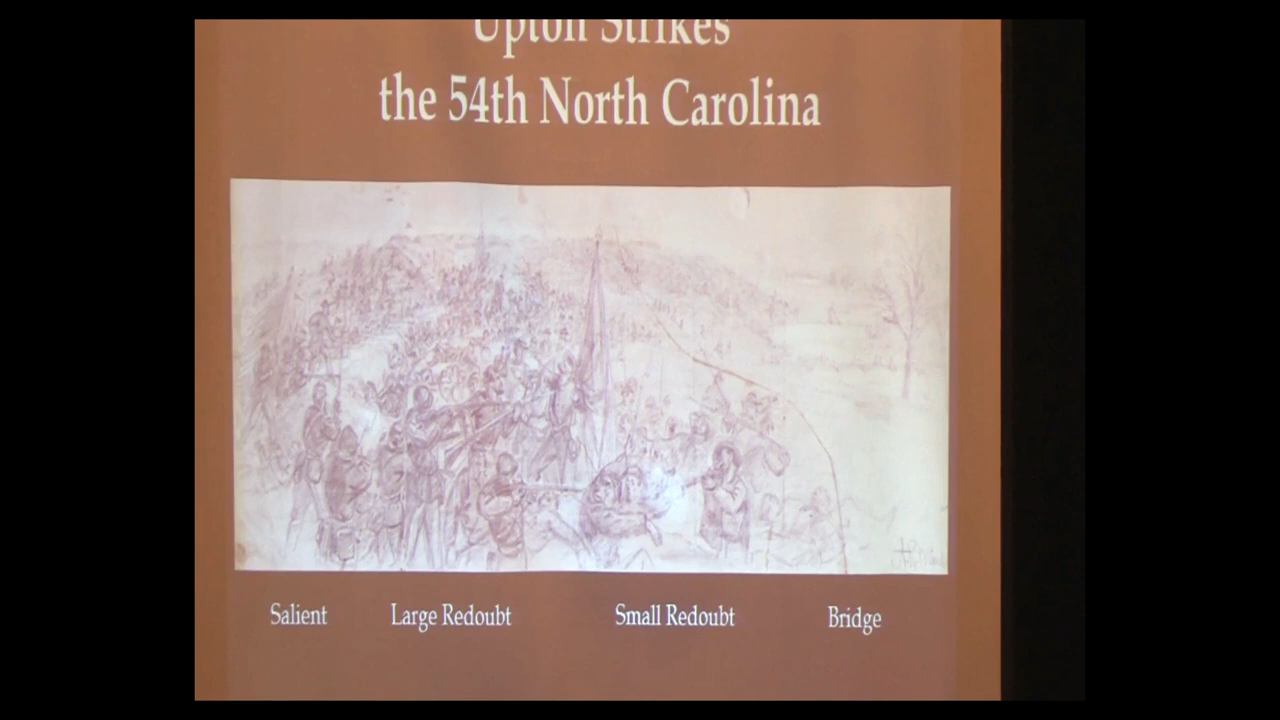 Upton Strikes
the 54th North Carolina
Salient Large Redoubt Small Redoubt Bridge